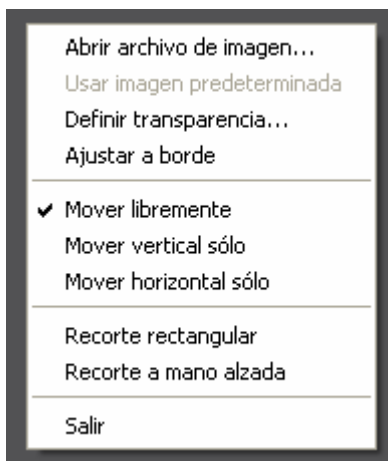 Abrir archivo de imagen...
Usar imagen predeterminada
Definir transparencia...
Ajustar a borde
Mover libremente
Mover vertical sólo
Mover horizontal sólo
Recorte rectangular
Recorte a mano alzada
Salir